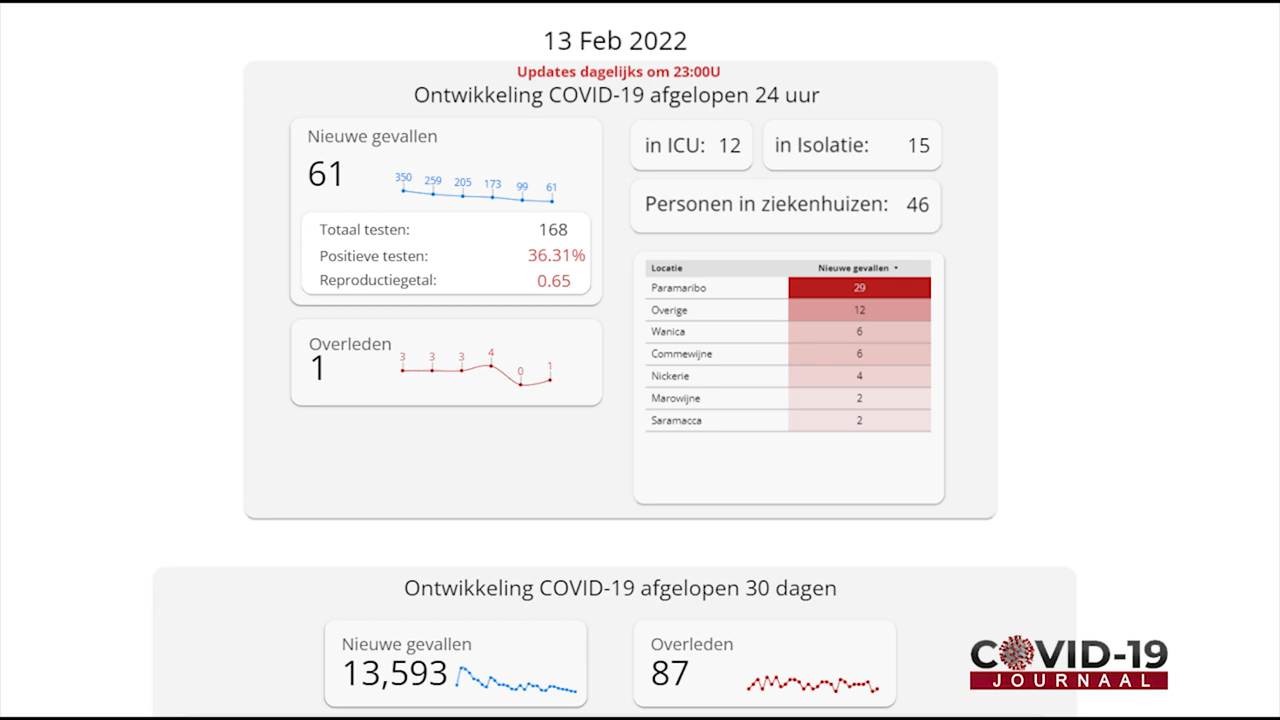 13 Feb 2022
Updates dagelijks om 23:00U
Ontwikkeling COVID-19 afgelopen 24 uur
Nieuwe gevallen
61
350 259 205 173 99 61
Totaal testen: 168
Positieve testen: 36.31%
Reproductiegetal: 0.65
Overleden
1
3 3 3 4 0 1
in ICU: 12
in Isolatie: 15
Personen in ziekenhuizen: 46
Locatie Nieuwe gevallen
Paramaribo 29
Overige 12
Wanica 6
Commewijne 6
Nickerie 4
Marowijne 2
Saramacca 2
Ontwikkeling COVID-19 afgelopen 30 dagen
Nieuwe gevallen
13,593
Overleden
87
COVID-19
JOURNAAL